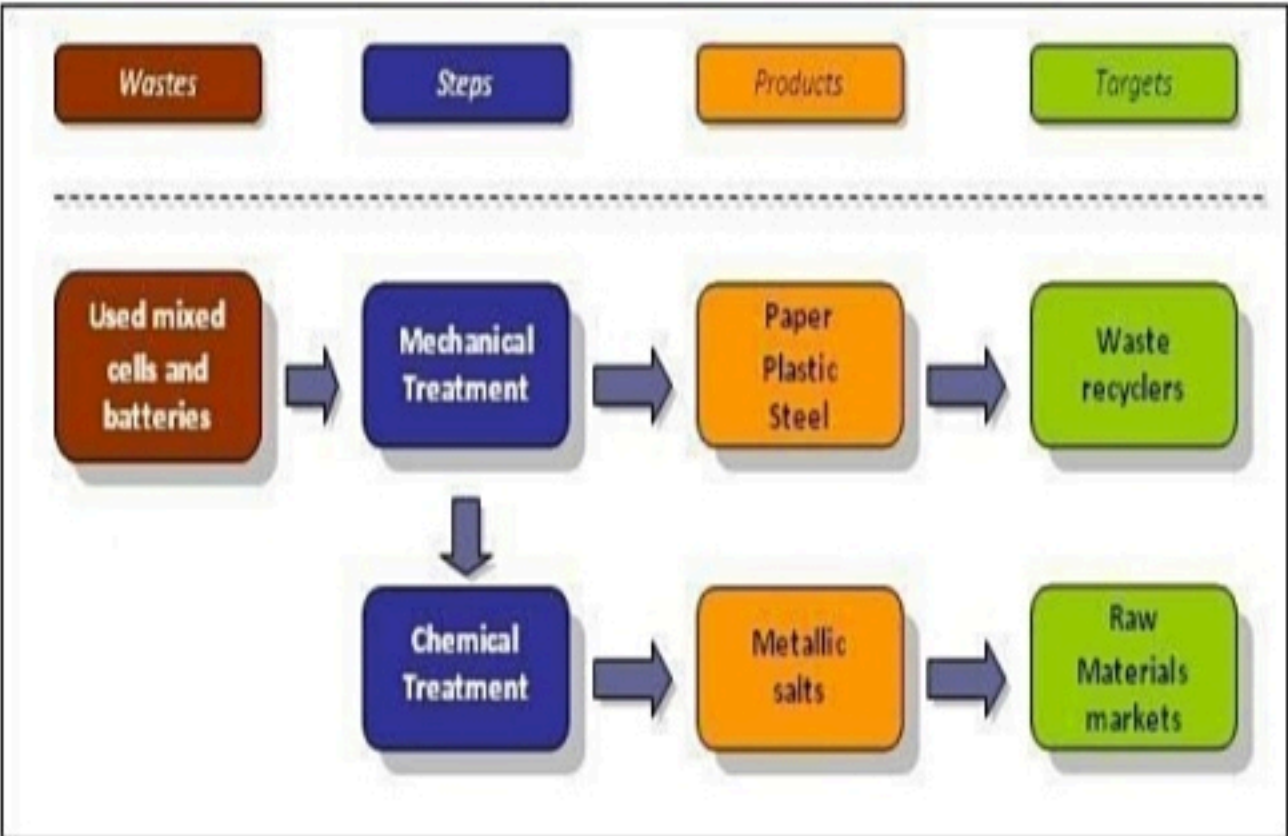 Wastes
Steps
Products
Targets
Used mixed
cells and
batteries
Mechanical
Treatment
Paper
Plastic
Steel
Waste
recyclers
Chemical
Treatment
Metallic
salts
Raw
Materials
markets